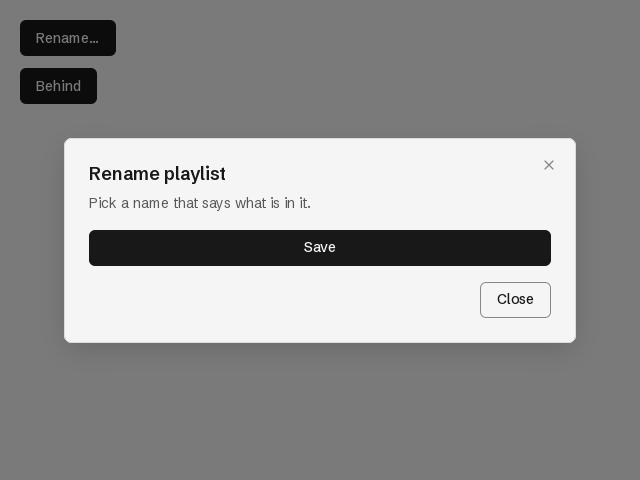 Rename…
Behind
Rename playlist
Pick a name that says what is in it.
Save
Close